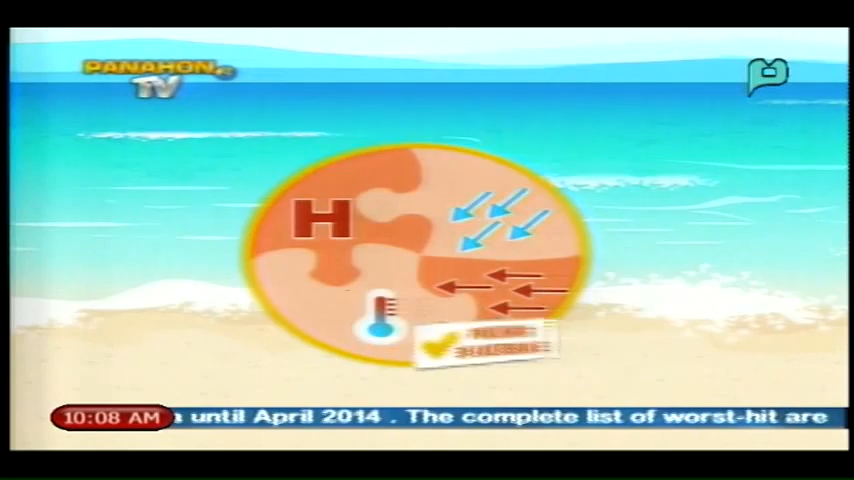 PANAHON
TV
H
10:08 AM
until April 2014 . The complete list of worst-hit are